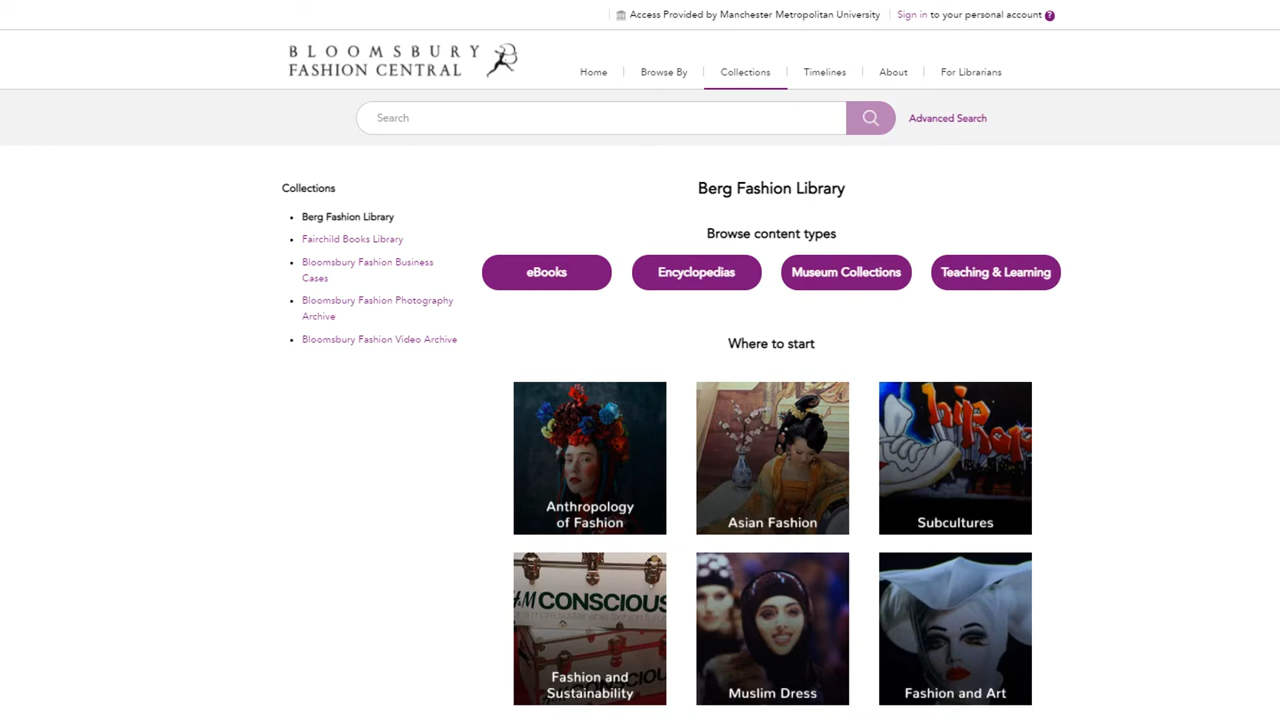 Access Provided by Manchester Metropolitan University
Sign in to your personal account ?
BLOOMSBURY
FASHION CENTRAL
Home
Browse By
Collections
Timelines
About
For Librarians
Search
Advanced Search
Collections
Berg Fashion Library
Fairchild Books Library
Bloomsbury Fashion Business
Cases
Bloomsbury Fashion Photography
Archive
Bloomsbury Fashion Video Archive
Berg Fashion Library
Browse content types
eBooks
Encyclopedias
Museum Collections
Teaching & Learning
Where to start
Anthropology
of Fashion
Asian Fashion
hip
hop
Subcultures
H&M CONSCIOUS
Fashion and
Sustainability
Muslim Dress
Fashion and Art